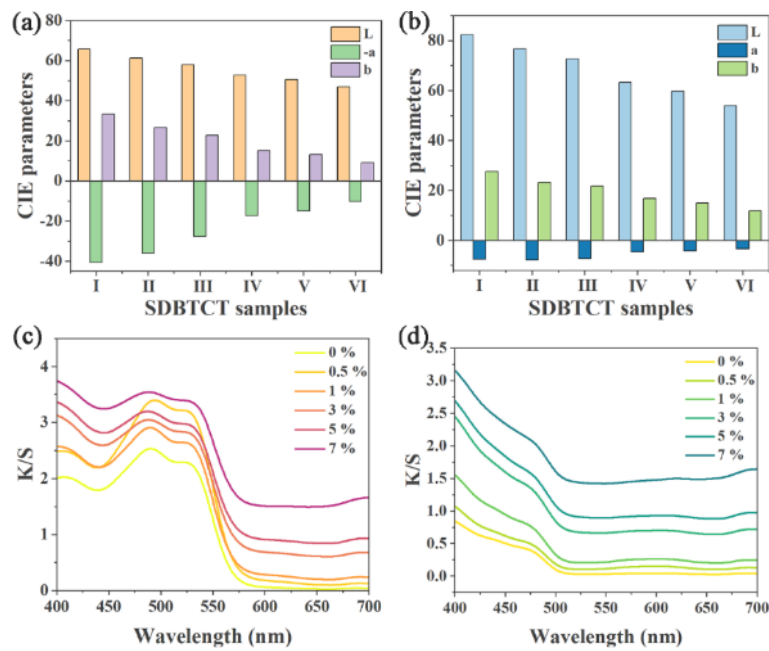 (a)
80
60
40
20
0
-20
-40
CIE parameters
L
-a
b
I II III IV V VI
SDBTCT samples
(b)
80
60
40
20
0
CIE parameters
L
a
b
I II III IV V VI
SDBTCT samples
(c)
4
3
2
1
0
K/S
0 %
0.5 %
1 %
3 %
5 %
7 %
400 450 500 550 600 650 700
Wavelength (nm)
(d)
3.5
3.0
2.5
2.0
1.5
1.0
0.5
0.0
K/S
0 %
0.5 %
1 %
3 %
5 %
7 %
400 450 500 550 600 650 700
Wavelength (nm)